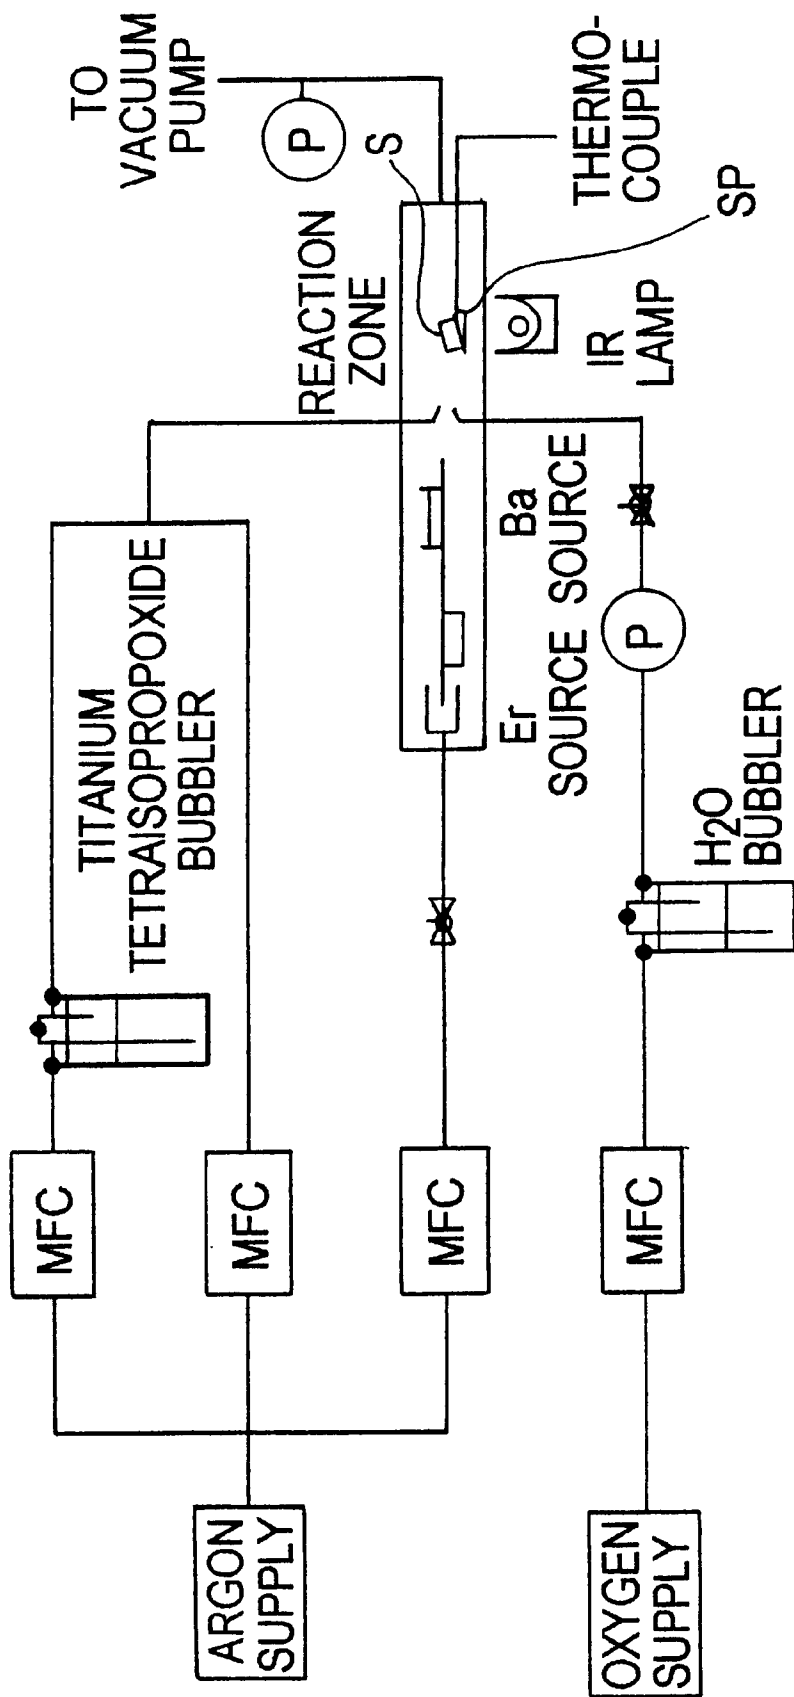 TO
VACUUM
PUMP
P
S
REACTION
ZONE
THERMO-
COUPLE
SP
IR
LAMP
TITANIUM
TETRAISOPROPOXIDE
BUBBLER
Er
SOURCE
Ba
SOURCE
P
H2O
BUBBLER
MFC
MFC
MFC
MFC
ARGON
SUPPLY
OXYGEN
SUPPLY